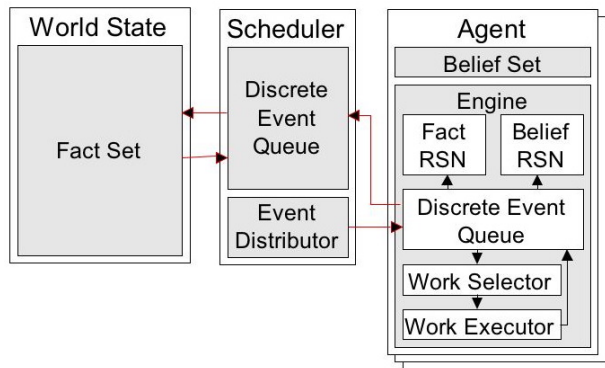 World State
Fact Set
Scheduler
Discrete
Event
Queue
Event
Distributor
Agent
Belief Set
Engine
Fact
RSN
Belief
RSN
Discrete Event
Queue
Work Selector
Work Executor